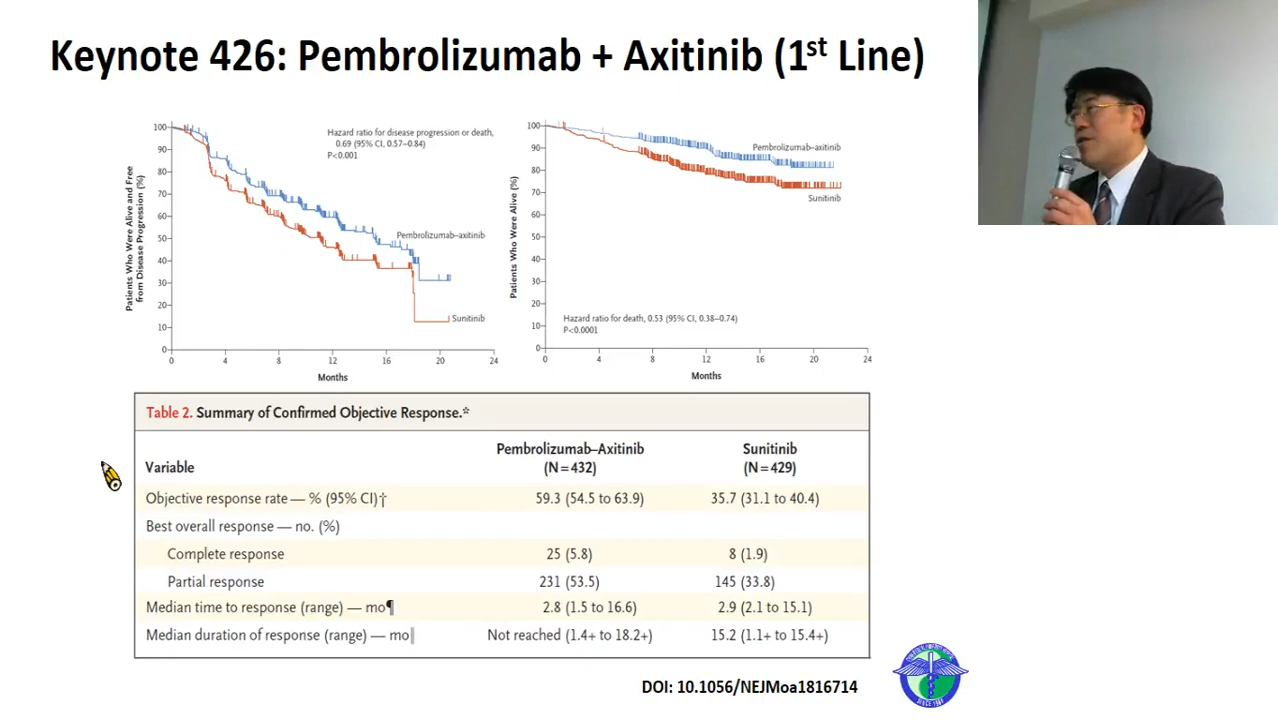 Keynote 426: Pembrolizumab + Axitinib (1st Line)
Patients Who Were Alive and Free
from Disease Progression (%)
100
90
80
70
60
50
40
30
20
10
0
Hazard ratio for disease progression or death,
0.69 (95% CI, 0.57–0.84)
P<0.001
Pembrolizumab–axitinib
Sunitinib
0 4 8 12 16 20 24
Months
Patients Who Were Alive (%)
100
90
80
70
60
50
40
30
20
10
0
Pembrolizumab–axitinib
Sunitinib
Hazard ratio for death, 0.53 (95% CI, 0.38–0.74)
P<0.0001
0 4 8 12 16 20 24
Months
Table 2. Summary of Confirmed Objective Response.*
Variable Pembrolizumab–Axitinib (N=432) Sunitinib (N=429)
Objective response rate — % (95% CI)† 59.3 (54.5 to 63.9) 35.7 (31.1 to 40.4)
Best overall response — no. (%)
Complete response 25 (5.8) 8 (1.9)
Partial response 231 (53.5) 145 (33.8)
Median time to response (range) — mo¶ 2.8 (1.5 to 16.6) 2.9 (2.1 to 15.1)
Median duration of response (range) — mo‖ Not reached (1.4+ to 18.2+) 15.2 (1.1+ to 15.4+)
DOI: 10.1056/NEJMoa1816714